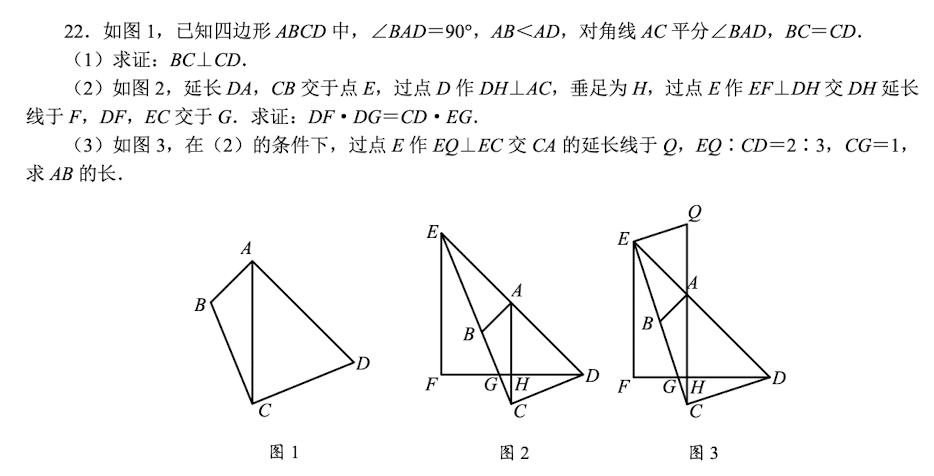 22．如图 1，已知四边形 ABCD 中，∠BAD＝90°，AB＜AD，对角线 AC 平分∠BAD，BC＝CD．
（1）求证：BC⊥CD．
（2）如图 2，延长 DA，CB 交于点 E，过点 D 作 DH⊥AC，垂足为 H，过点 E 作 EF⊥DH 交 DH 延长
线于 F，DF，EC 交于 G．求证：DF·DG＝CD·EG．
（3）如图 3，在（2）的条件下，过点 E 作 EQ⊥EC 交 CA 的延长线于 Q，EQ∶CD＝2∶3，CG＝1，
求 AB 的长．
A
B
D
C
图 1
E
A
B
F
G
H
D
C
图 2
Q
E
A
B
F
G
H
D
C
图 3